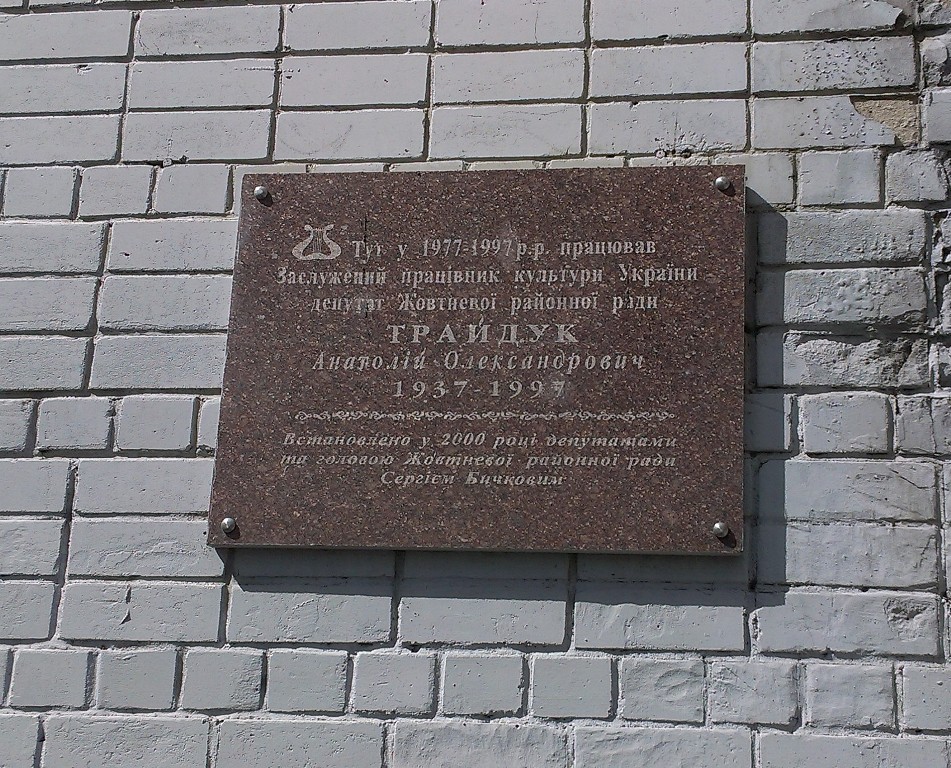 Тут у 1977-1997р.р. працював
Заслужений працівник культури України
депутат Жовтневої районної ради
ТРАЙДУК
Анатолій Олександрович
1937-1997
Встановлено у 2000 році депутатами
та головою Жовтневої районної ради
Сергієм Бичковим